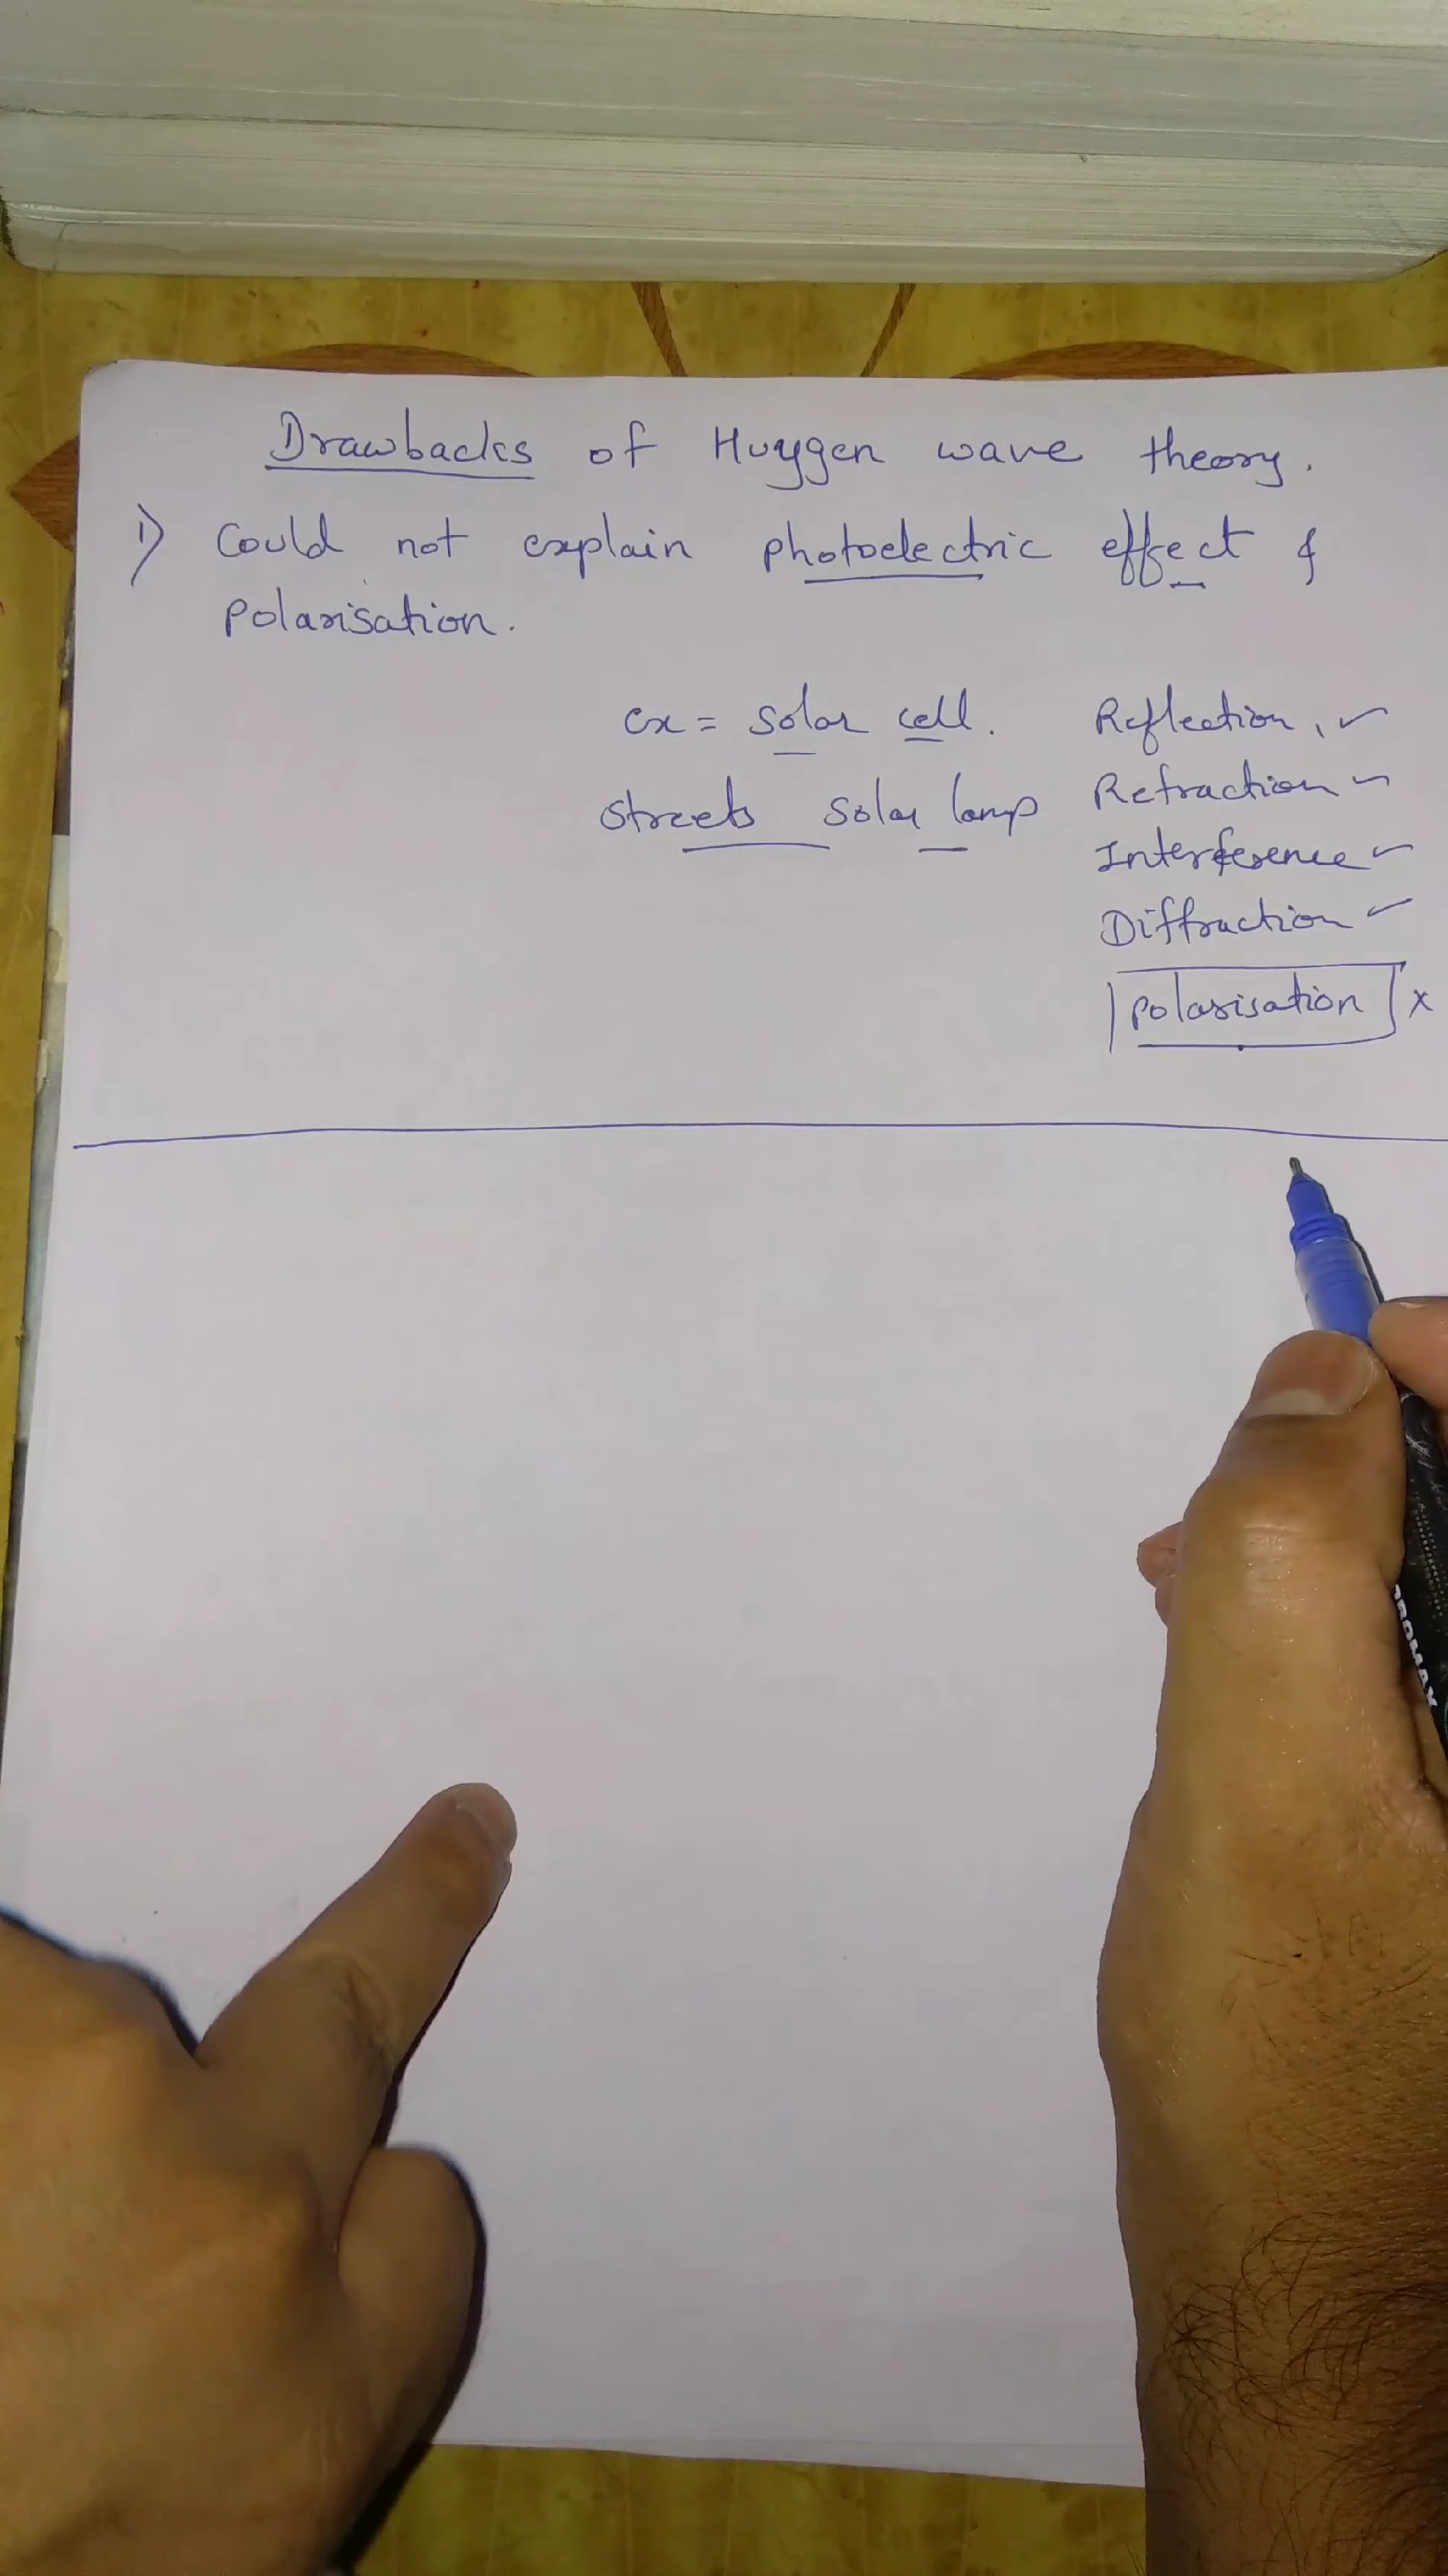 Drawbacks of Huygen wave theory.
1) Could not explain photoelectric effect &
Polarisation.
ex = solar cell.
streets solar lamp
Reflection, ✓
Refraction ✓
Interference ✓
Diffraction ✓
polarisation x